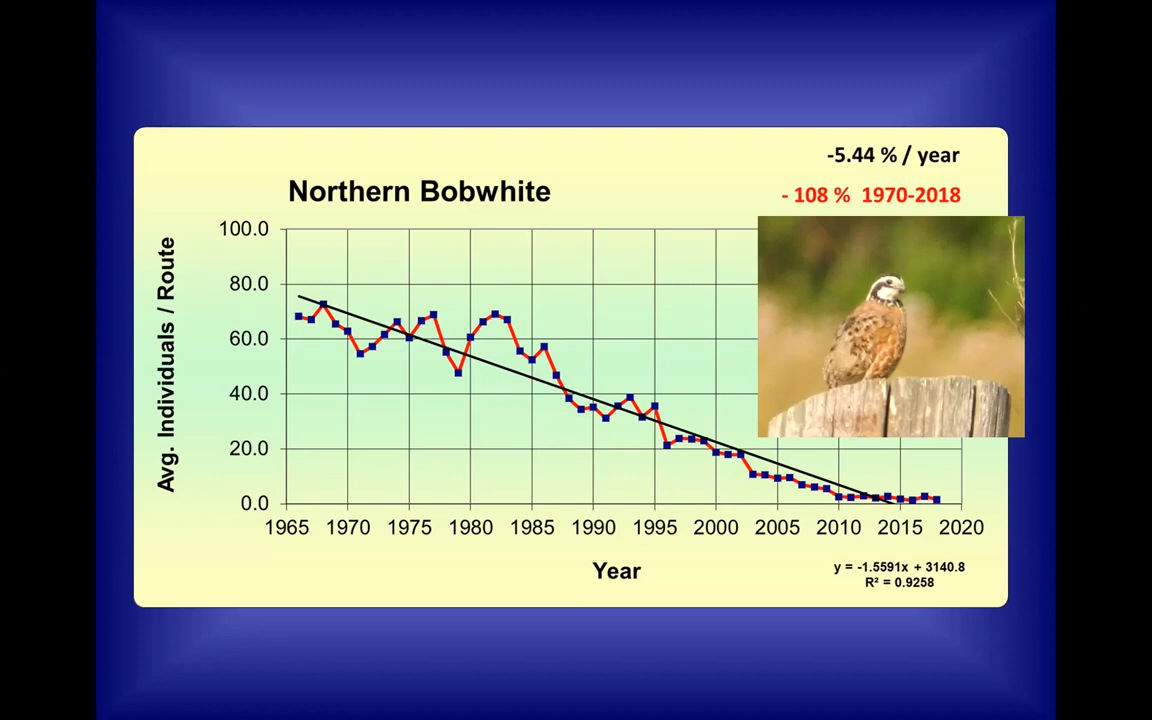 -5.44 % / year
Northern Bobwhite
- 108 % 1970-2018
Avg. Individuals / Route
100.0
80.0
60.0
40.0
20.0
0.0
1965 1970 1975 1980 1985 1990 1995 2000 2005 2010 2015 2020
Year
y = -1.5591x + 3140.8
R² = 0.9258